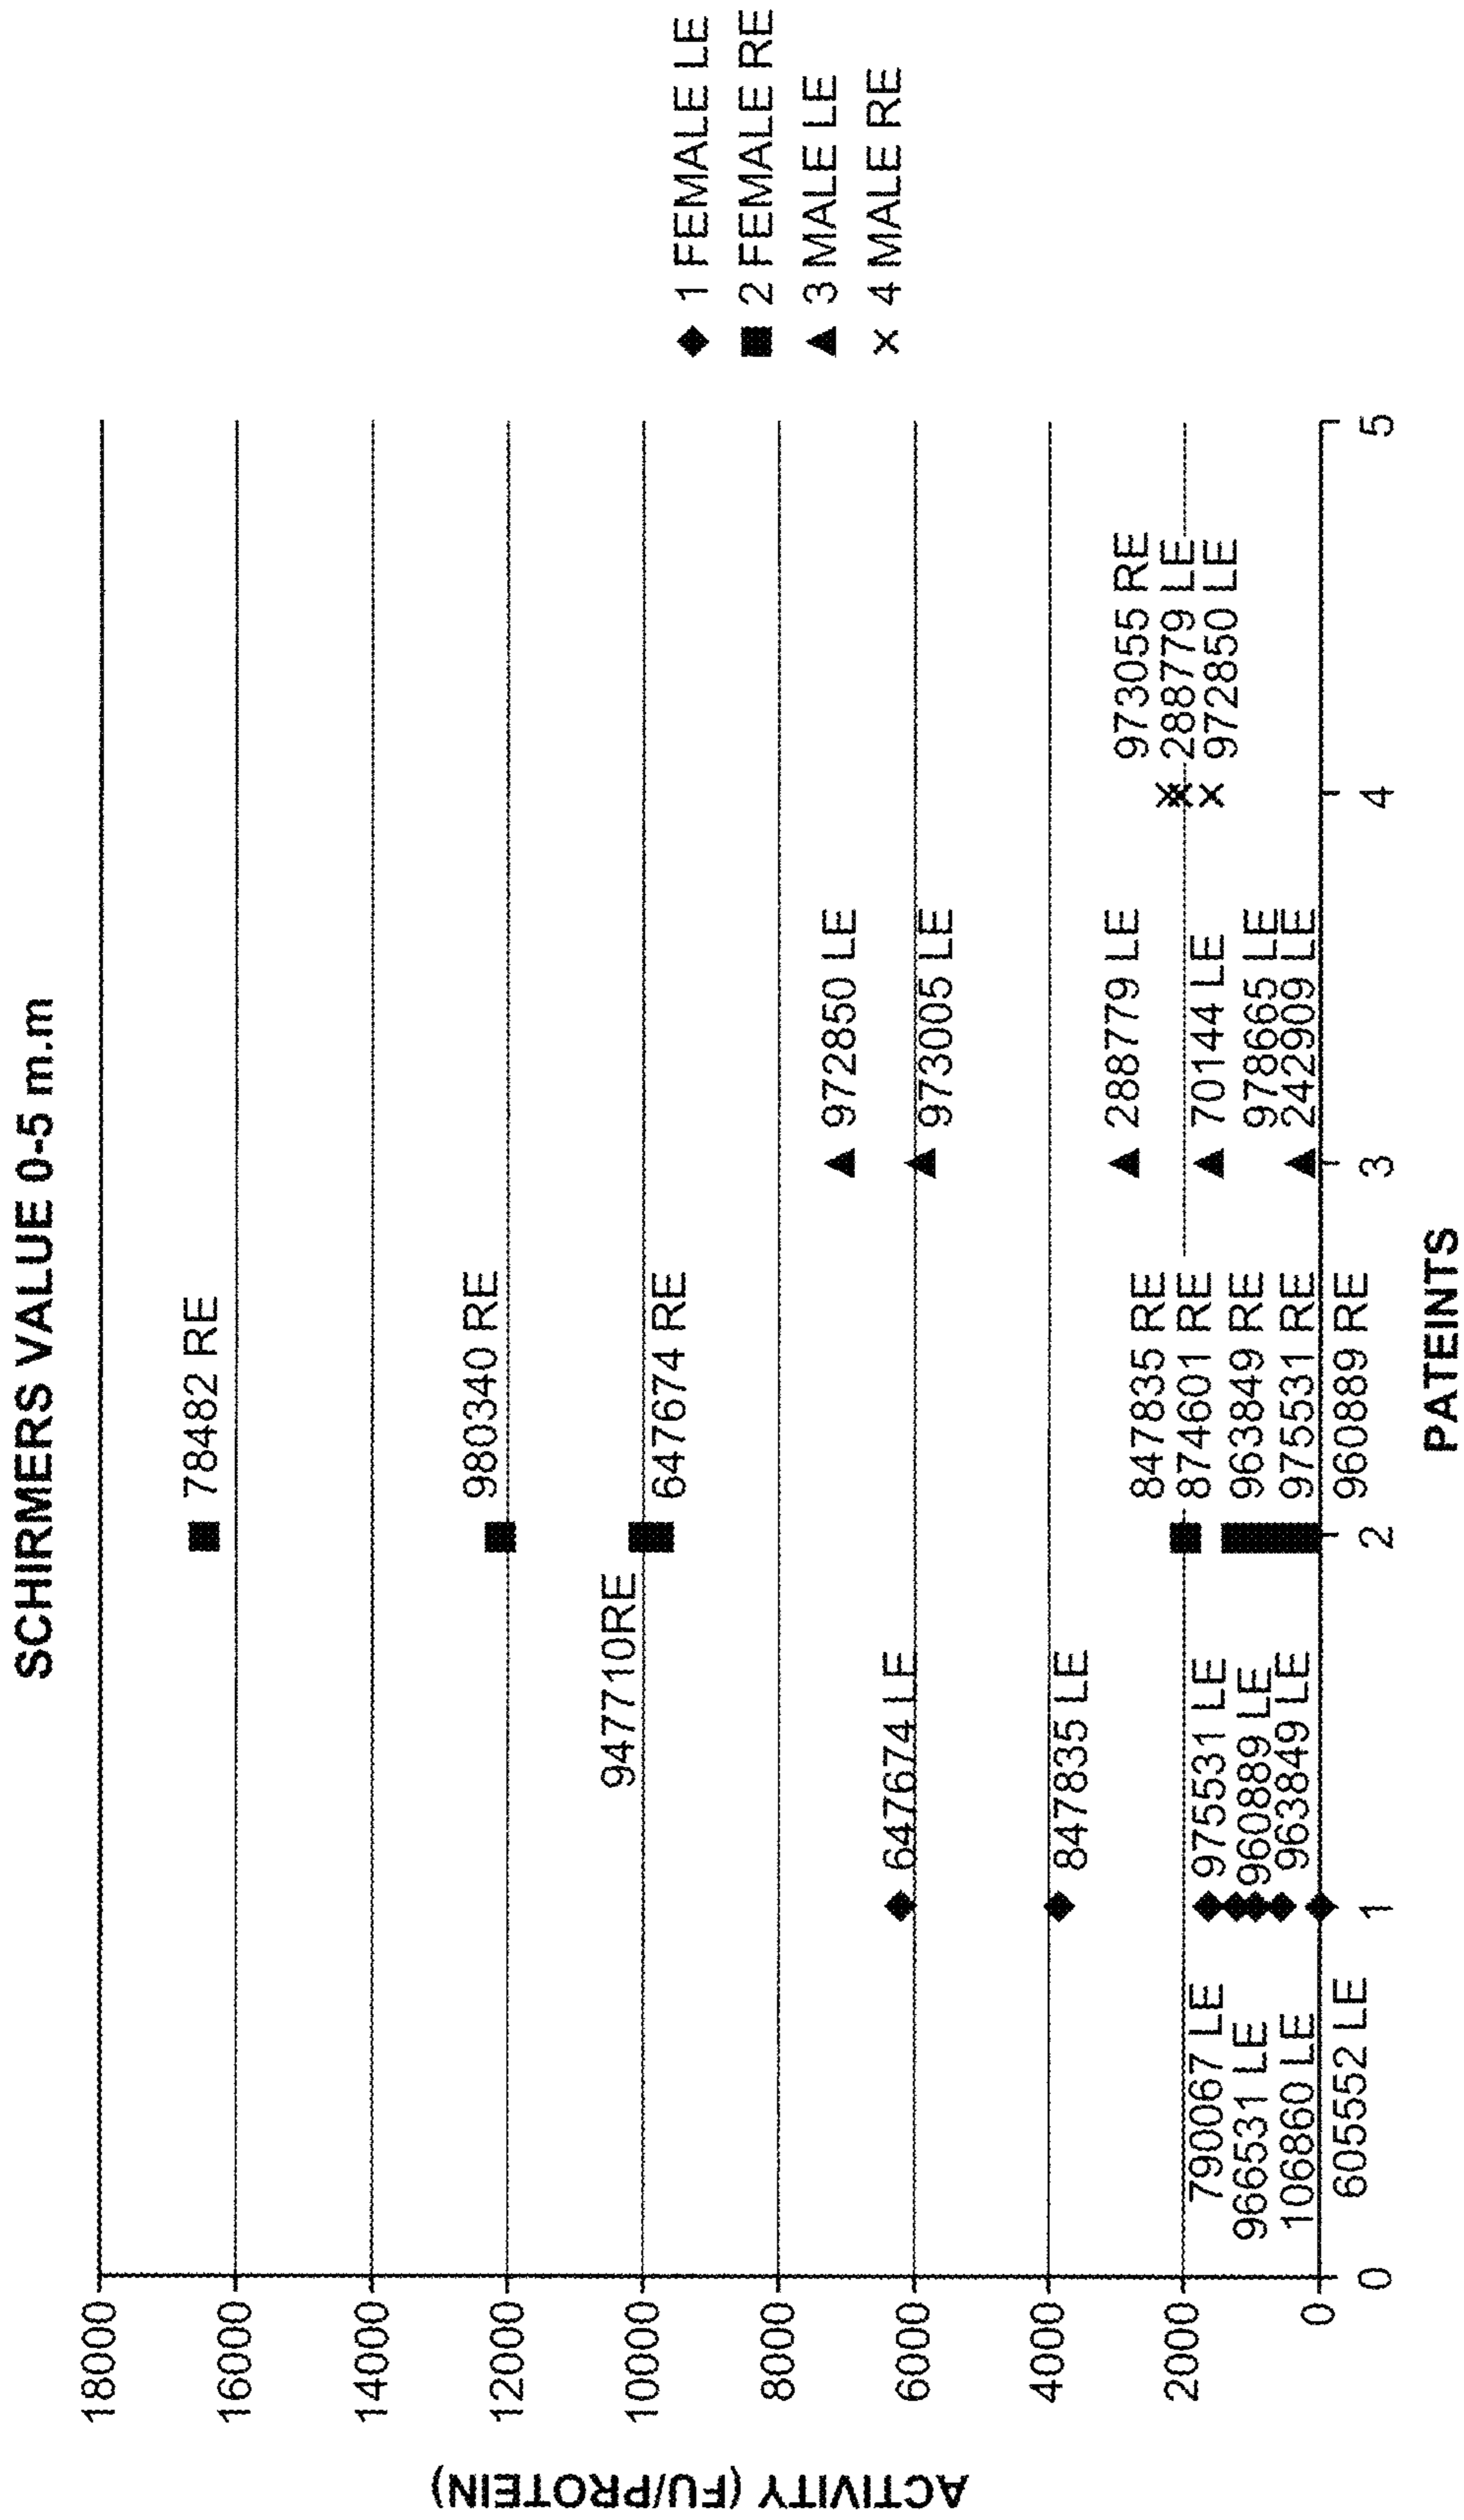 SCHIRMERS VALUE 0-5 m.m
ACTIVITY (FU/PROTEIN)
18000
16000
14000
12000
10000
8000
6000
4000
2000
0
78482 RE
980340 RE
947710RE
647674 RE
972850 LE
647674 LE
973005 LE
847835 LE
288779 LE
973055 RE
288779 LE
972850 LE
847835 RE
874601 RE
963849 RE
975531 RE
960889 RE
70144 LE
978665 LE
242909 LE
975531 LE
960889 LE
963849 LE
790067 LE
966531 LE
106860 LE
605552 LE
0
1
2
3
4
5
PATEINTS
1 FEMALE LE
2 FEMALE RE
3 MALE LE
4 MALE RE